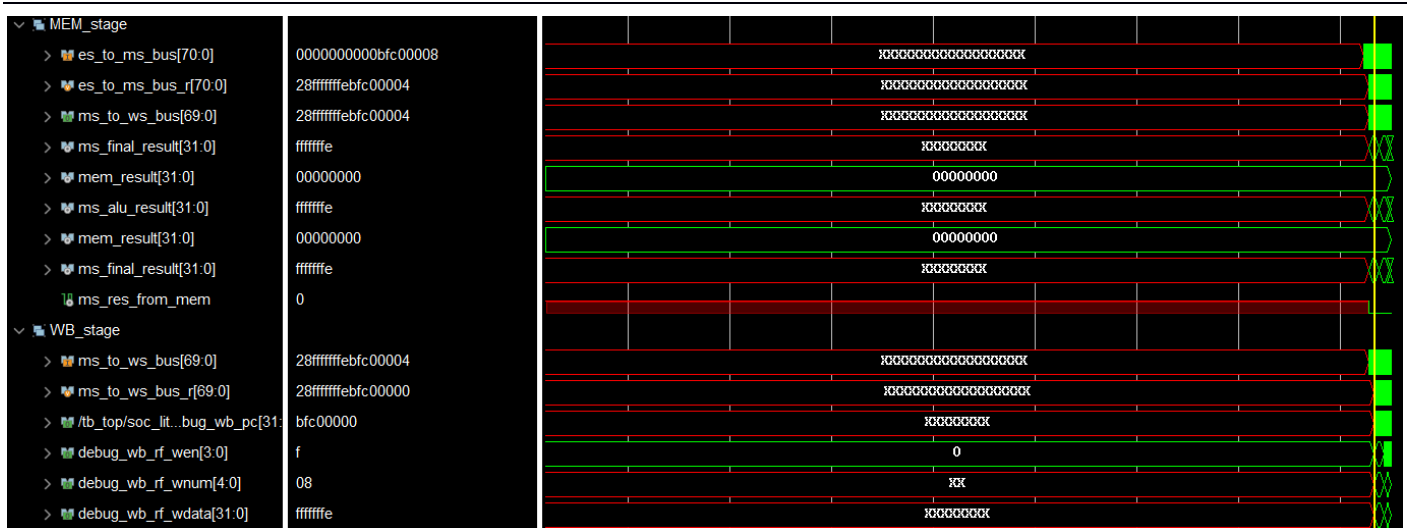 MEM_stage
es_to_ms_bus[70:0] 0000000000bfc00008 XXXXXXXXXXXXXXXXXX
es_to_ms_bus_r[70:0] 28fffffffebfc00004 XXXXXXXXXXXXXXXXXX
ms_to_ws_bus[69:0] 28fffffffebfc00004 XXXXXXXXXXXXXXXXXX
ms_final_result[31:0] fffffffe XXXXXXXX
mem_result[31:0] 00000000 00000000
ms_alu_result[31:0] fffffffe XXXXXXXX
mem_result[31:0] 00000000 00000000
ms_final_result[31:0] fffffffe XXXXXXXX
ms_res_from_mem 0
WB_stage
ms_to_ws_bus[69:0] 28fffffffebfc00004 XXXXXXXXXXXXXXXXXX
ms_to_ws_bus_r[69:0] 28fffffffebfc00000 XXXXXXXXXXXXXXXXXX
/tb_top/soc_lit...bug_wb_pc[31: bfc00000 XXXXXXXX
debug_wb_rf_wen[3:0] f 0
debug_wb_rf_wnum[4:0] 08 XX
debug_wb_rf_wdata[31:0] fffffffe XXXXXXXX